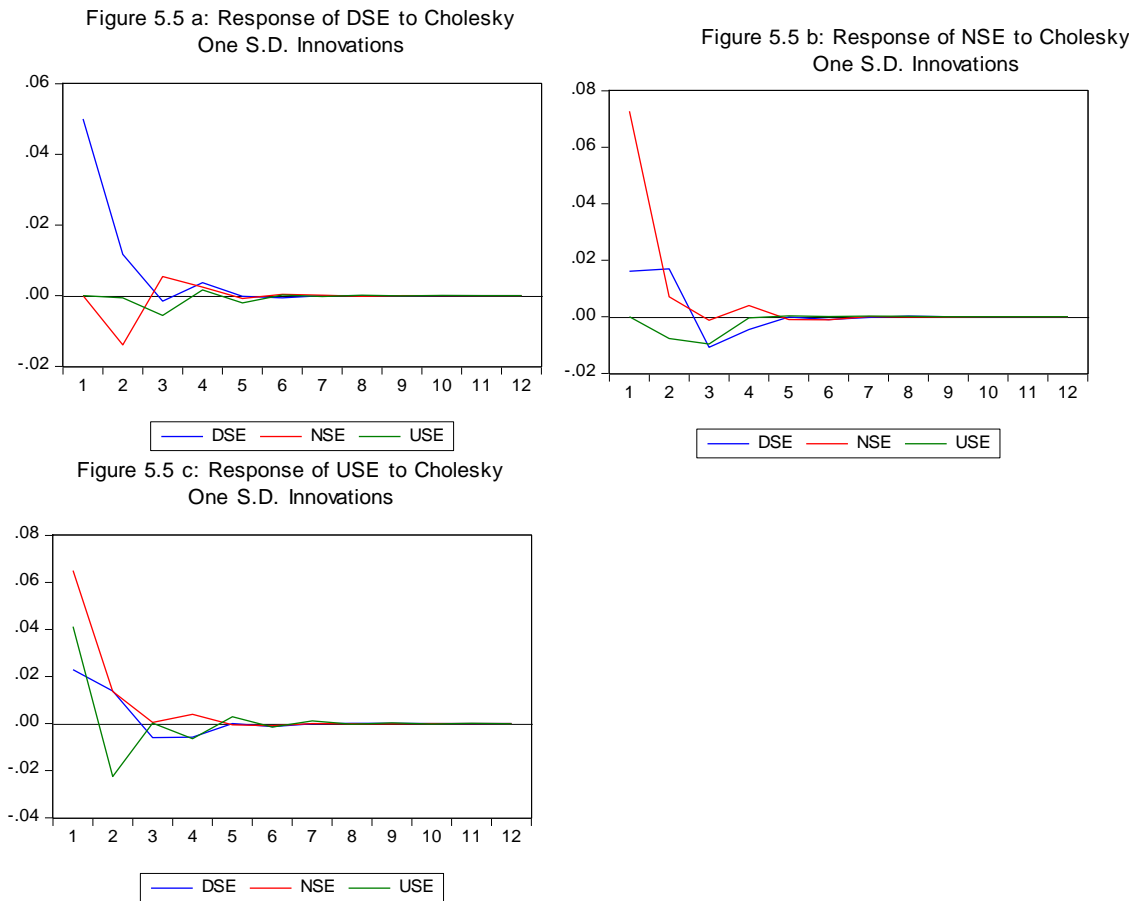 Figure 5.5 a: Response of DSE to Cholesky
One S.D. Innovations
.06
.04
.02
.00
-.02
1 2 3 4 5 6 7 8 9 10 11 12
DSE NSE USE
Figure 5.5 b: Response of NSE to Cholesky
One S.D. Innovations
.08
.06
.04
.02
.00
-.02
1 2 3 4 5 6 7 8 9 10 11 12
DSE NSE USE
Figure 5.5 c: Response of USE to Cholesky
One S.D. Innovations
.08
.06
.04
.02
.00
-.02
-.04
1 2 3 4 5 6 7 8 9 10 11 12
DSE NSE USE